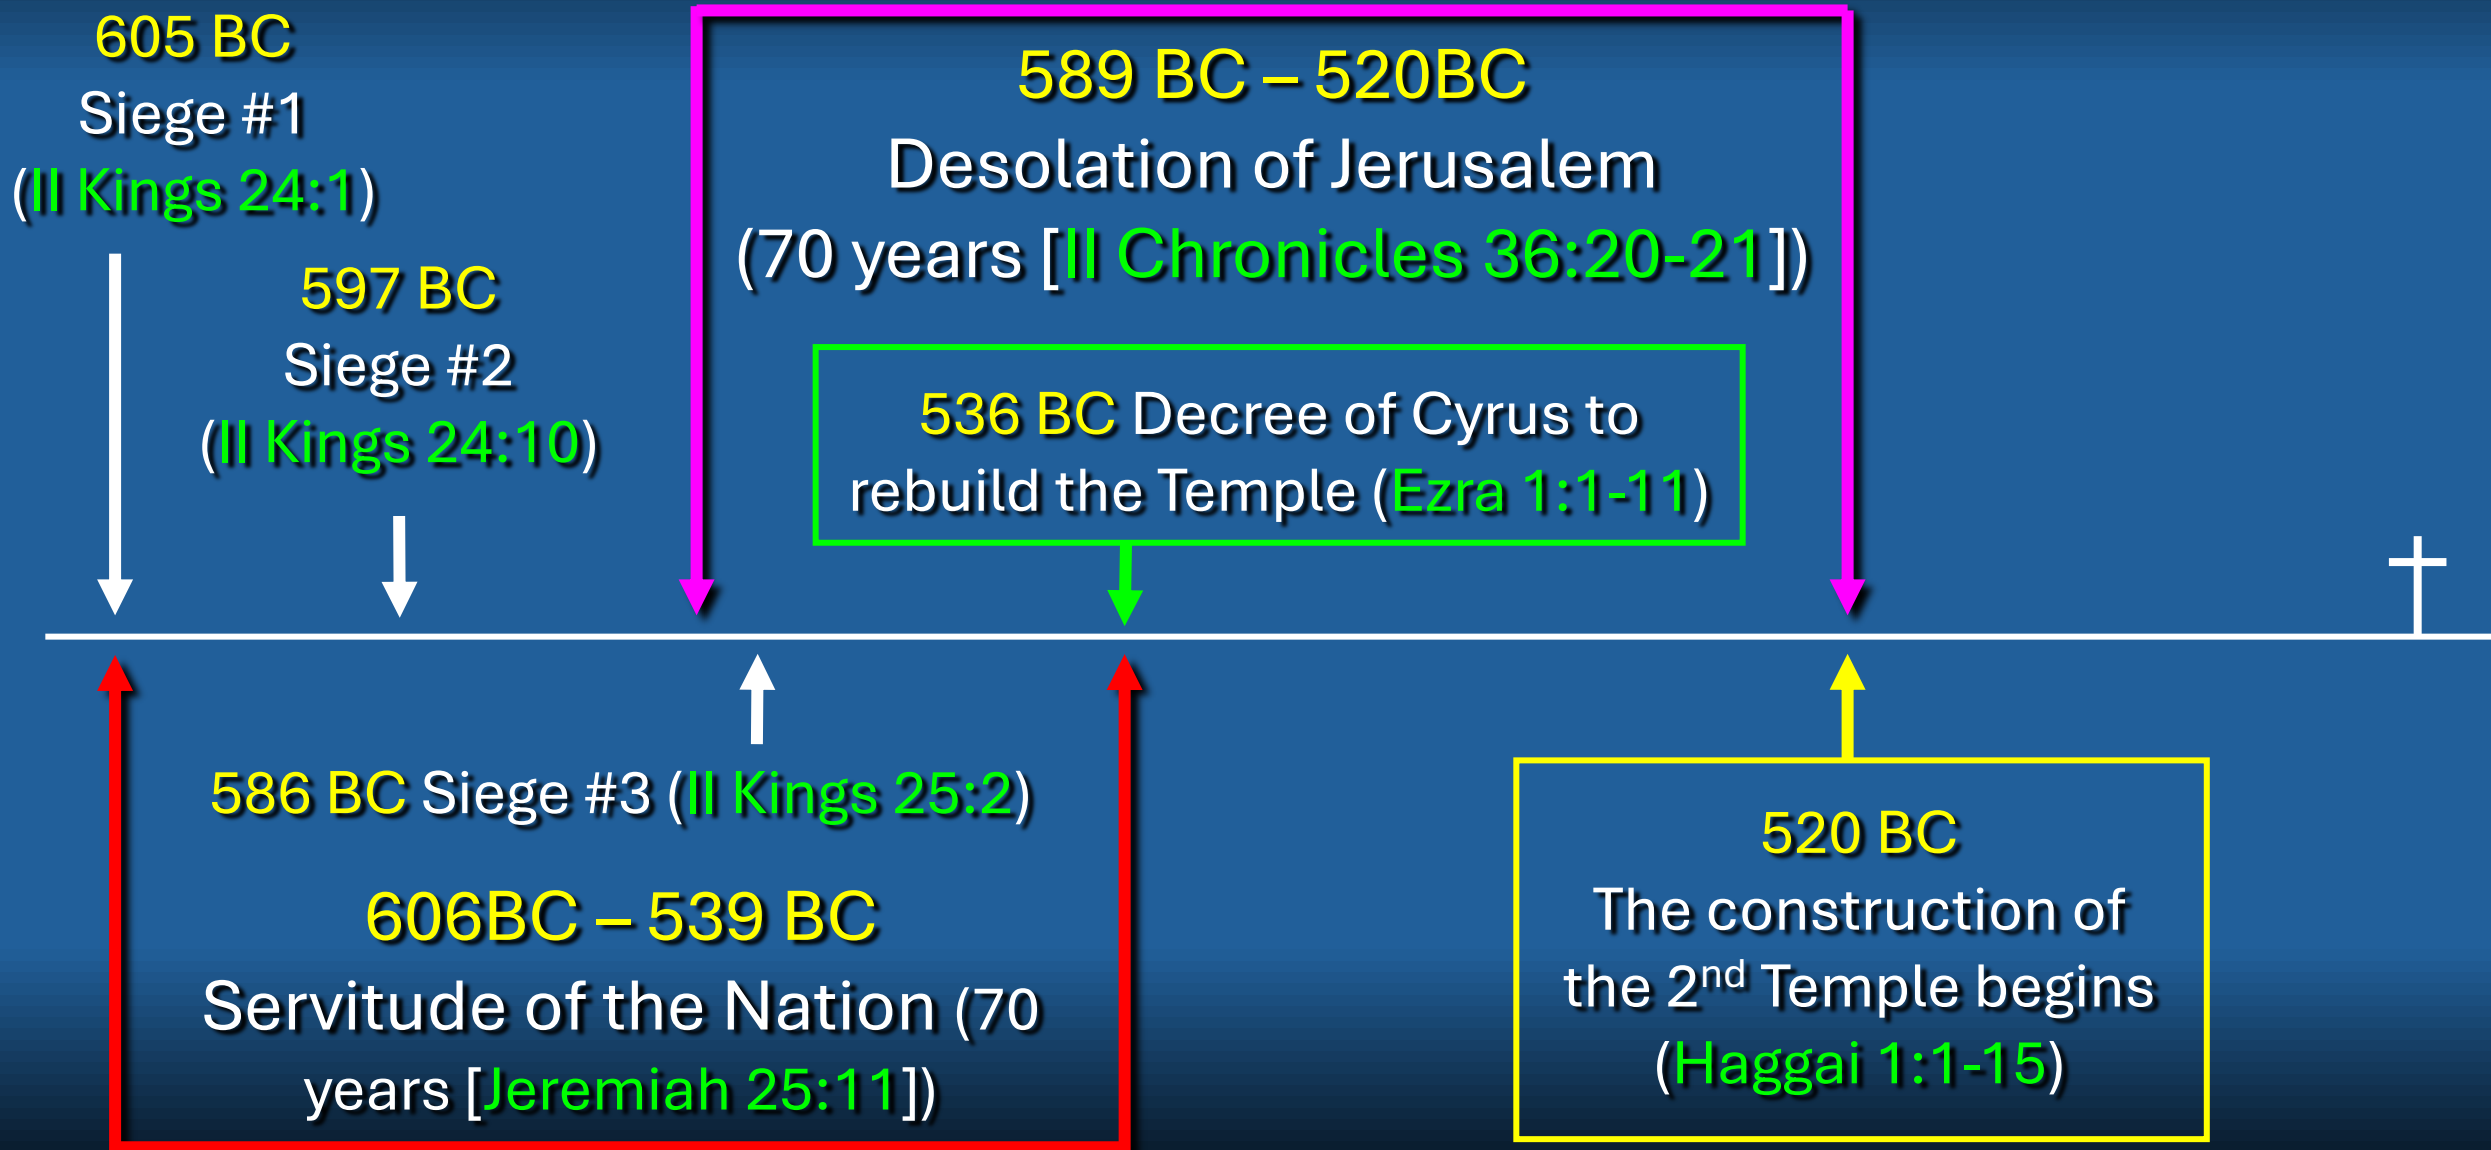 605 BC
Siege #1
(II Kings 24:1)
597 BC
Siege #2
(II Kings 24:10)
589 BC – 520BC
Desolation of Jerusalem
(70 years [II Chronicles 36:20-21])
536 BC Decree of Cyrus to
rebuild the Temple (Ezra 1:1-11)
586 BC Siege #3 (II Kings 25:2)
606BC – 539 BC
Servitude of the Nation (70
years [Jeremiah 25:11])
520 BC
The construction of
the 2nd Temple begins
(Haggai 1:1-15)